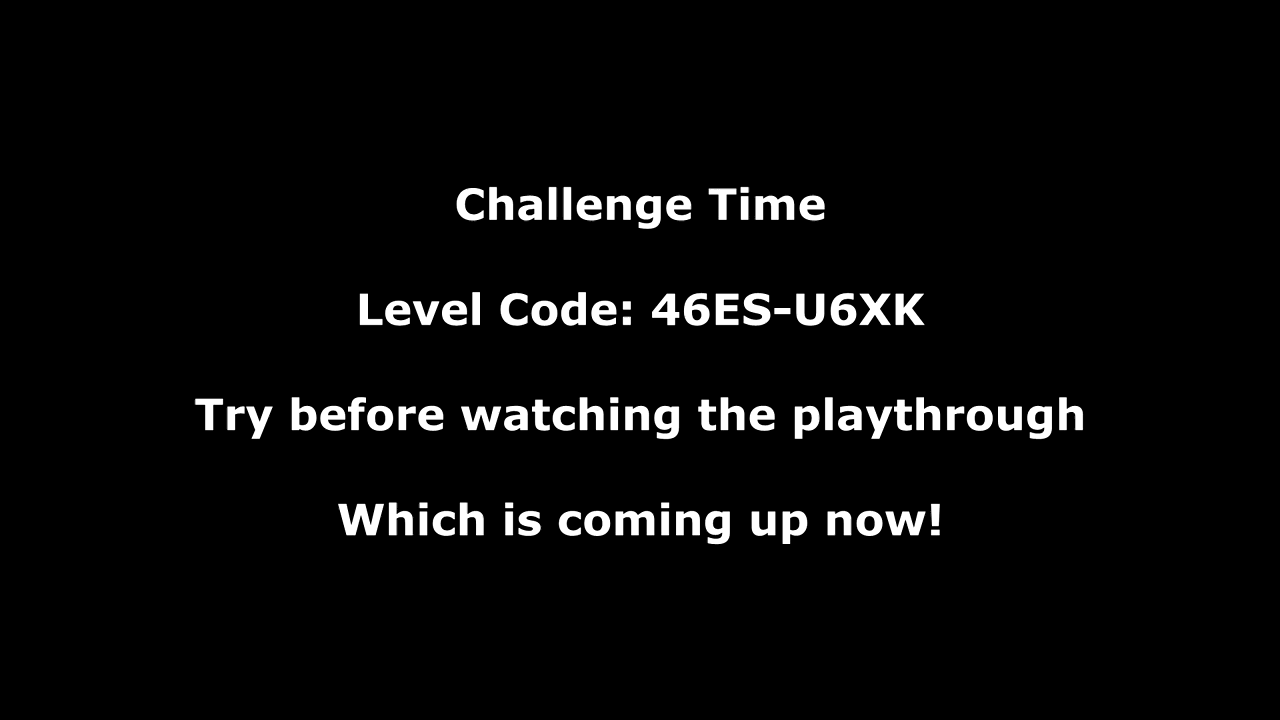 Challenge Time
Level Code: 46ES-U6XK
Try before watching the playthrough
Which is coming up now!